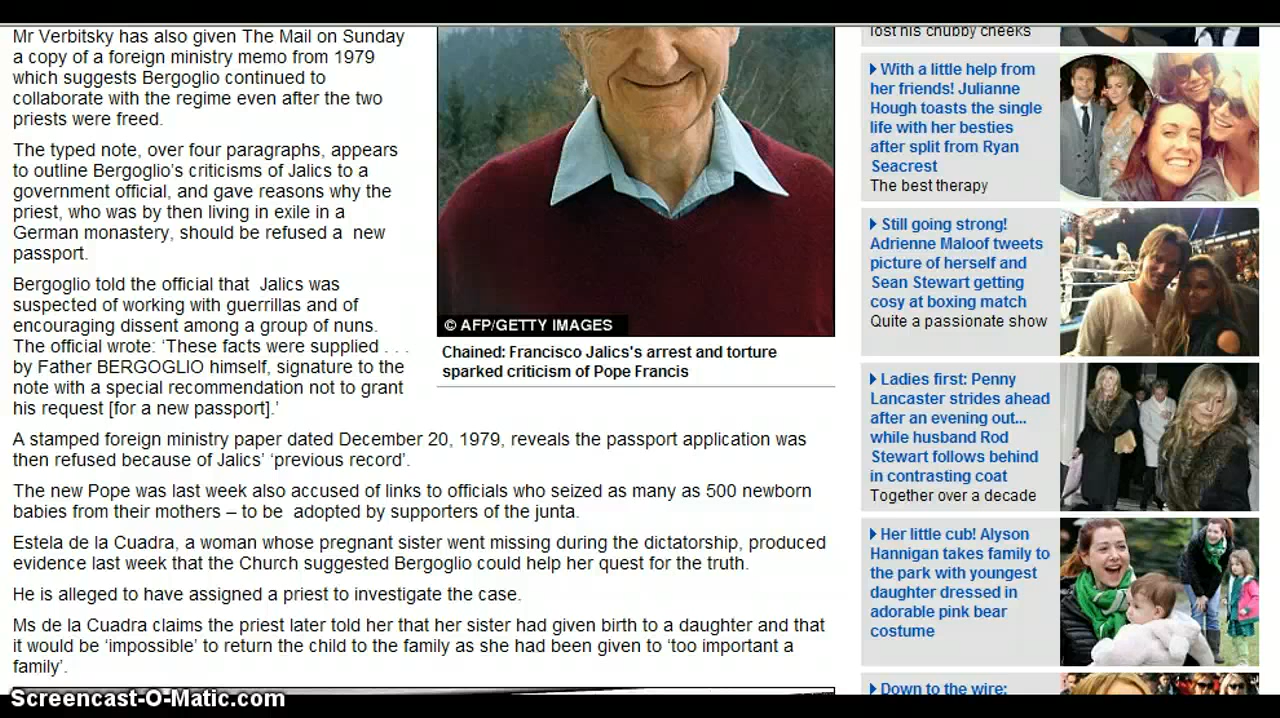 Mr Verbitsky has also given The Mail on Sunday
a copy of a foreign ministry memo from 1979
which suggests Bergoglio continued to
collaborate with the regime even after the two
priests were freed.
The typed note, over four paragraphs, appears
to outline Bergoglio's criticisms of Jalics to a
government official, and gave reasons why the
priest, who was by then living in exile in a
German monastery, should be refused a  new
passport.
Bergoglio told the official that  Jalics was
suspected of working with guerrillas and of
encouraging dissent among a group of nuns.
The official wrote: ‘These facts were supplied . . .
by Father BERGOGLIO himself, signature to the
note with a special recommendation not to grant
his request [for a new passport].’
© AFP/GETTY IMAGES
Chained: Francisco Jalics's arrest and torture
sparked criticism of Pope Francis
A stamped foreign ministry paper dated December 20, 1979, reveals the passport application was
then refused because of Jalics’ ‘previous record’.
The new Pope was last week also accused of links to officials who seized as many as 500 newborn
babies from their mothers – to be  adopted by supporters of the junta.
Estela de la Cuadra, a woman whose pregnant sister went missing during the dictatorship, produced
evidence last week that the Church suggested Bergoglio could help her quest for the truth.
He is alleged to have assigned a priest to investigate the case.
Ms de la Cuadra claims the priest later told her that her sister had given birth to a daughter and that
it would be ‘impossible’ to return the child to the family as she had been given to ‘too important a
family’.
lost his chubby cheeks
With a little help from
her friends! Julianne
Hough toasts the single
life with her besties
after split from Ryan
Seacrest
The best therapy
Still going strong!
Adrienne Maloof tweets
picture of herself and
Sean Stewart getting
cosy at boxing match
Quite a passionate show
Ladies first: Penny
Lancaster strides ahead
after an evening out...
while husband Rod
Stewart follows behind
in contrasting coat
Together over a decade
Her little cub! Alyson
Hannigan takes family to
the park with youngest
daughter dressed in
adorable pink bear
costume
Down to the wire:
Screencast-O-Matic.com